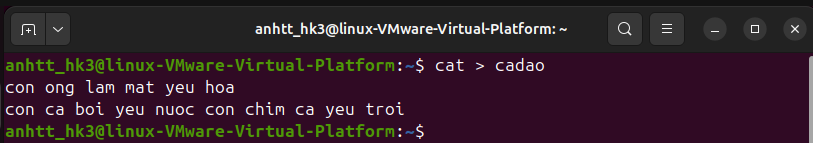 anhtt_hk3@linux-VMware-Virtual-Platform: ~
anhtt_hk3@linux-VMware-Virtual-Platform:~$ cat > cadao
con ong lam mat yeu hoa
con ca boi yeu nuoc con chim ca yeu troi
anhtt_hk3@linux-VMware-Virtual-Platform:~$